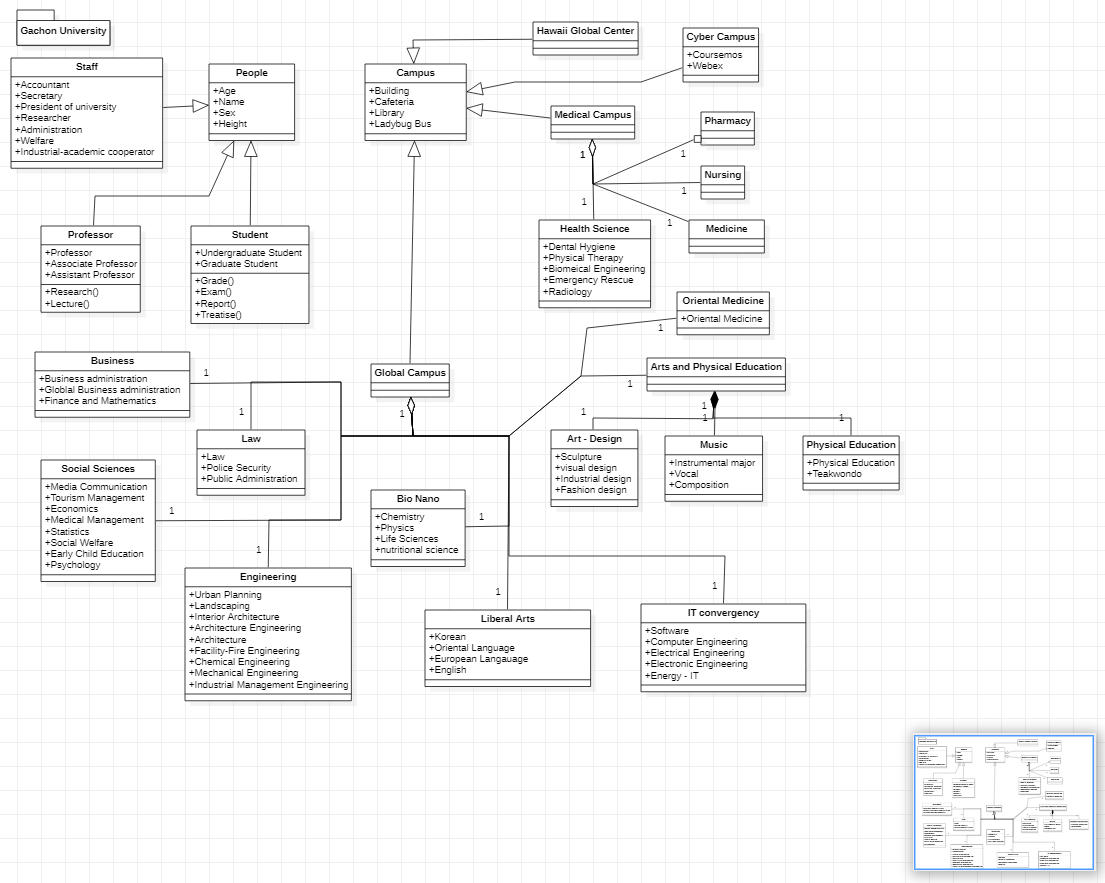 Gachon University
Staff
+Accountant
+Secretary
+President of university
+Researcher
+Administration
+Welfare
+Industrial-academic cooperator
People
+Age
+Name
+Sex
+Height
Campus
+Building
+Cafeteria
+Library
+Ladybug Bus
Hawaii Global Center
Cyber Campus
+Coursemos
+Webex
Medical Campus
Pharmacy
Nursing
Medicine
1
1
1
1
1
Health Science
+Dental Hygiene
+Physical Therapy
+Biomeical Engineering
+Emergency Rescue
+Radiology
Professor
+Professor
+Associate Professor
+Assistant Professor
+Research()
+Lecture()
Student
+Undergraduate Student
+Graduate Student
+Grade()
+Exam()
+Report()
+Treatise()
Oriental Medicine
+Oriental Medicine
1
Business
+Business administration
+Globlal Business administration
+Finance and Mathematics
1
Global Campus
1
Arts and Physical Education
1
1
1
1
1
Law
+Law
+Police Security
+Public Administration
1
Art - Design
+Sculpture
+visual design
+Industrial design
+Fashion design
Music
+Instrumental major
+Vocal
+Composition
Physical Education
+Physical Education
+Teakwondo
Social Sciences
+Media Communication
+Tourism Management
+Economics
+Medical Management
+Statistics
+Social Welfare
+Early Child Education
+Psychology
1
Bio Nano
+Chemistry
+Physics
+Life Sciences
+nutritional science
1
1
Engineering
+Urban Planning
+Landscaping
+Interior Architecture
+Architecture Engineering
+Architecture
+Facility-Fire Engineering
+Chemical Engineering
+Mechanical Engineering
+Industrial Management Engineering
1
Liberal Arts
+Korean
+Oriental Language
+European Langauage
+English
1
IT convergency
+Software
+Computer Engineering
+Electrical Engineering
+Electronic Engineering
+Energy - IT